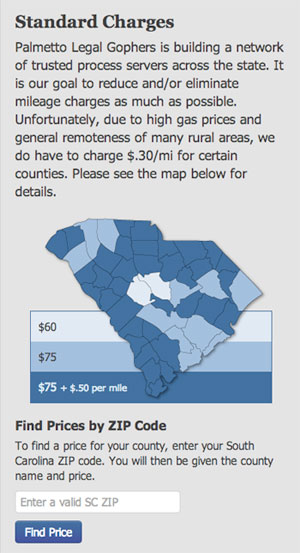 Standard Charges
Palmetto Legal Gophers is building a network
of trusted process servers across the state. It
is our goal to reduce and/or eliminate
mileage charges as much as possible.
Unfortunately, due to high gas prices and
general remoteness of many rural areas, we
do have to charge $.30/mi for certain
counties. Please see the map below for
details.
$60
$75
$75 + $.50 per mile
Find Prices by ZIP Code
To find a price for your county, enter your South
Carolina ZIP code. You will then be given the county
name and price.
Enter a valid SC ZIP
Find Price